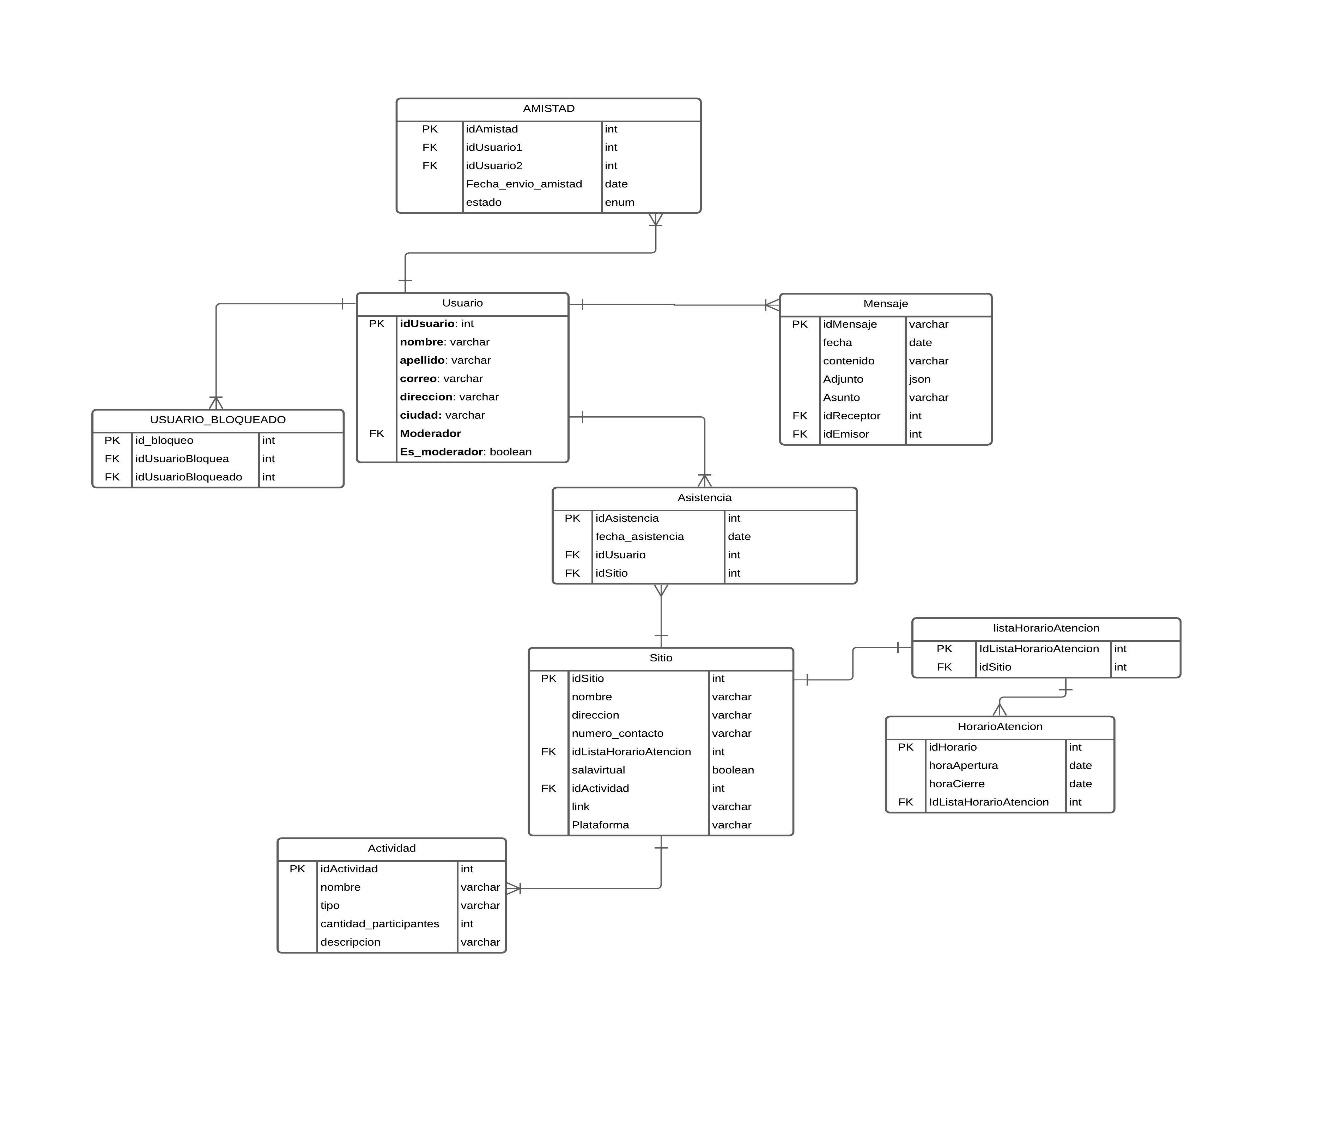 AMISTAD
PK idAmistad int
FK idUsuario1 int
FK idUsuario2 int
Fecha_envio_amistad date
estado enum
Usuario
PK idUsuario: int
nombre: varchar
apellido: varchar
correo: varchar
direccion: varchar
ciudad: varchar
FK Moderador
Es_moderador: boolean
Mensaje
PK idMensaje varchar
fecha date
contenido varchar
Adjunto json
Asunto varchar
FK idReceptor int
FK idEmisor int
USUARIO_BLOQUEADO
PK id_bloqueo int
FK idUsuarioBloquea int
FK idUsuarioBloqueado int
Asistencia
PK idAsistencia int
fecha_asistencia date
FK idUsuario int
FK idSitio int
listaHorarioAtencion
PK IdListaHorarioAtencion int
FK idSitio int
Sitio
PK idSitio int
nombre varchar
direccion varchar
numero_contacto varchar
FK idListaHorarioAtencion int
salavirtual boolean
FK idActividad int
link varchar
Plataforma varchar
HorarioAtencion
PK idHorario int
horaApertura date
horaCierre date
FK IdListaHorarioAtencion int
Actividad
PK idActividad int
nombre varchar
tipo varchar
cantidad_participantes int
descripcion varchar